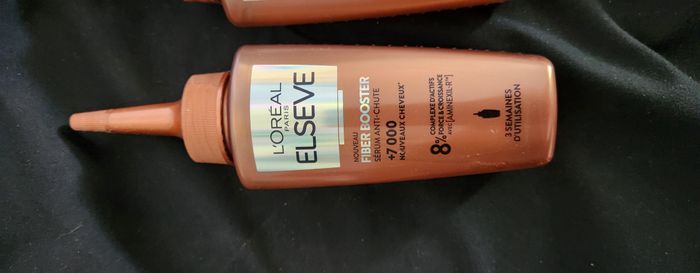 L'ORÉAL
PARIS
ELSEVE
NOUVEAU
FIBER BOOSTER
SÉRUM ANTI-CHUTE
+7 000
NOUVEAUX CHEVEUX*
8%
COMPLEXE D'ACTIFS
FORCE & CROISSANCE
AVEC [AMINEXIL-R™]
3 SEMAINES
D'UTILISATION